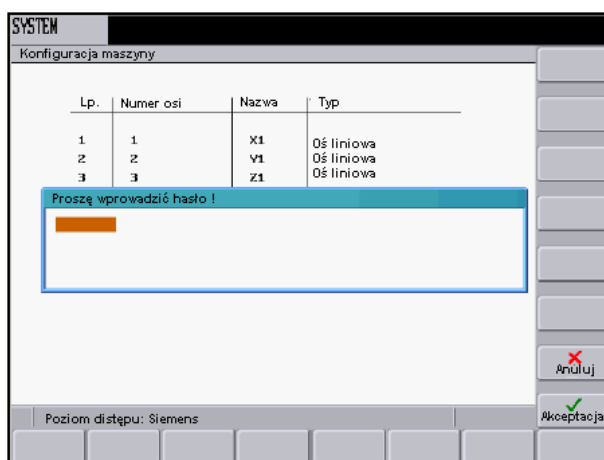 SYSTEM
Konfiguracja maszyny
Lp. Numer osi Nazwa Typ
1 1 X1 Oś liniowa
2 2 Y1 Oś liniowa
3 3 Z1 Oś liniowa
Proszę wprowadzić hasło !
Anuluj
Poziom distępu: Siemens
Akceptacja